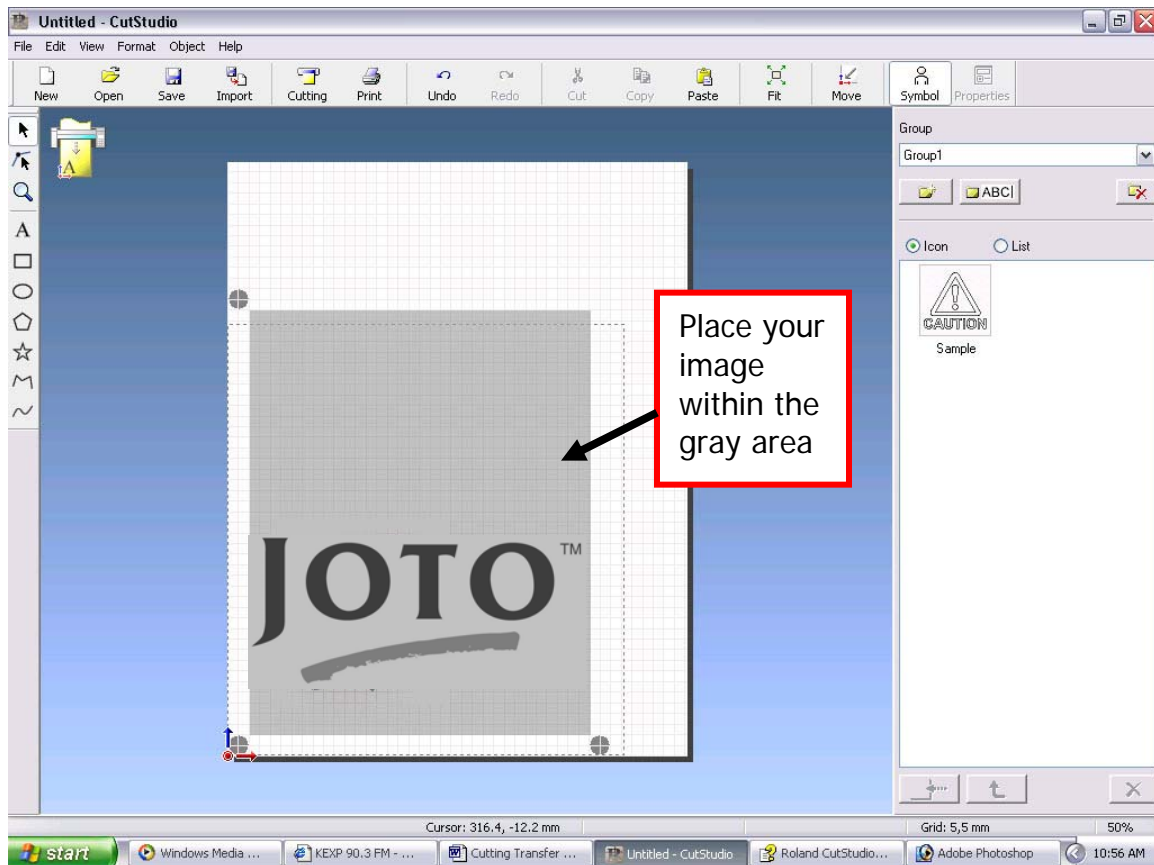 Untitled - CutStudio
File Edit View Format Object Help
New Open Save Import Cutting Print Undo Redo Cut Copy Paste Fit Move Symbol Properties
A
Group
Group1
ABC
Icon List
CAUTION
Sample
A
Place your
image
within the
gray area
JOTO™
Cursor: 316.4, -12.2 mm Grid: 5,5 mm 50%
start Windows Media ... KEXP 90.3 FM - ... Cutting Transfer ... Untitled - CutStudio Roland CutStudio... Adobe Photoshop 10:56 AM